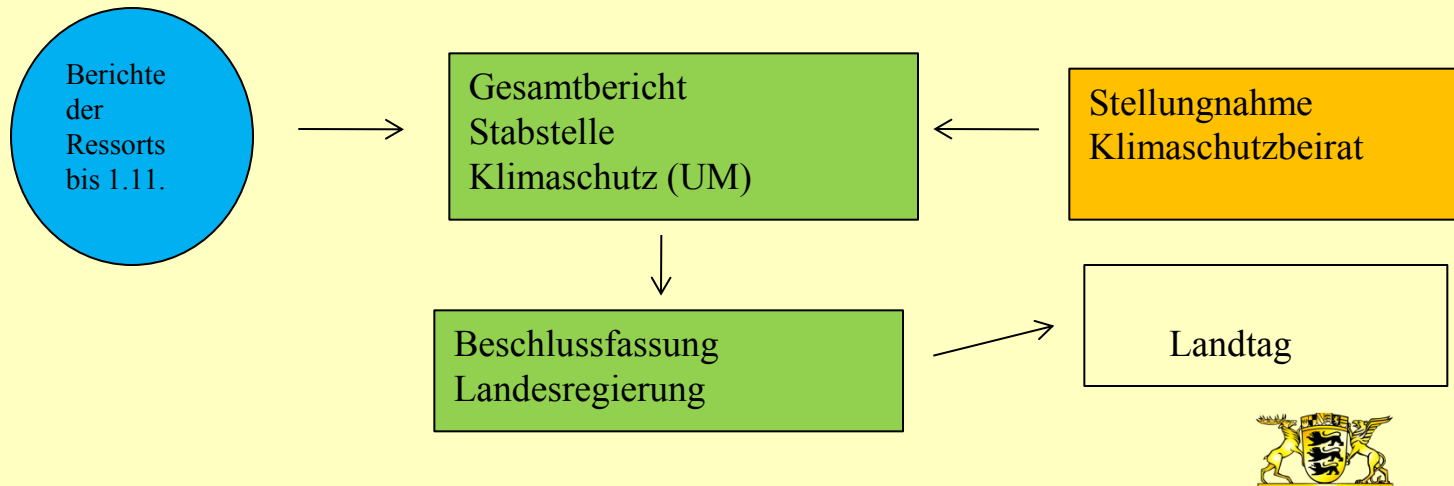 Berichte
der
Ressorts
bis 1.11.
Gesamtbericht
Stabstelle
Klimaschutz (UM)
Stellungnahme
Klimaschutzbeirat
Beschlussfassung
Landesregierung
Landtag